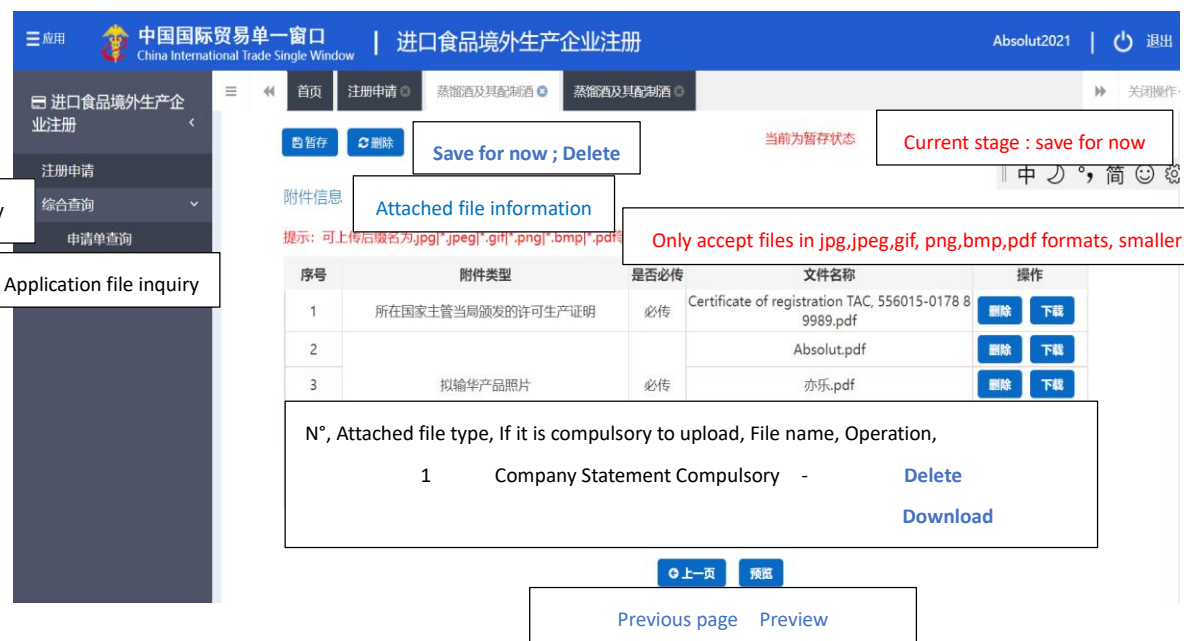 应用
中国国际贸易单一窗口
China International Trade Single Window
进口食品境外生产企业注册
Absolut2021
退出
进口食品境外生产企
业注册
首页
注册申请
蒸馏酒及其配制酒
蒸馏酒及其配制酒
关闭操作
暂存
删除
Save for now ; Delete
当前为暂存状态
Current stage : save for now
注册申请
中 简
综合查询
附件信息
Attached file information
申请单查询
提示：可上传后缀名为.jpg|*.jpeg|*.gif|*.png|*.bmp|*.pdf
Only accept files in jpg,jpeg,gif, png,bmp,pdf formats, smaller
Application file inquiry
序号 附件类型 是否必传 文件名称 操作
1 所在国家主管当局颁发的许可生产证明 必传 Certificate of registration TAC, 556015-0178 8
9989.pdf 删除 下载
2 Absolut.pdf 删除 下载
3 拟输华产品照片 必传 亦乐.pdf 删除 下载
N°, Attached file type, If it is compulsory to upload, File name, Operation,
1 Company Statement Compulsory - Delete
Download
上一页 预览
Previous page Preview